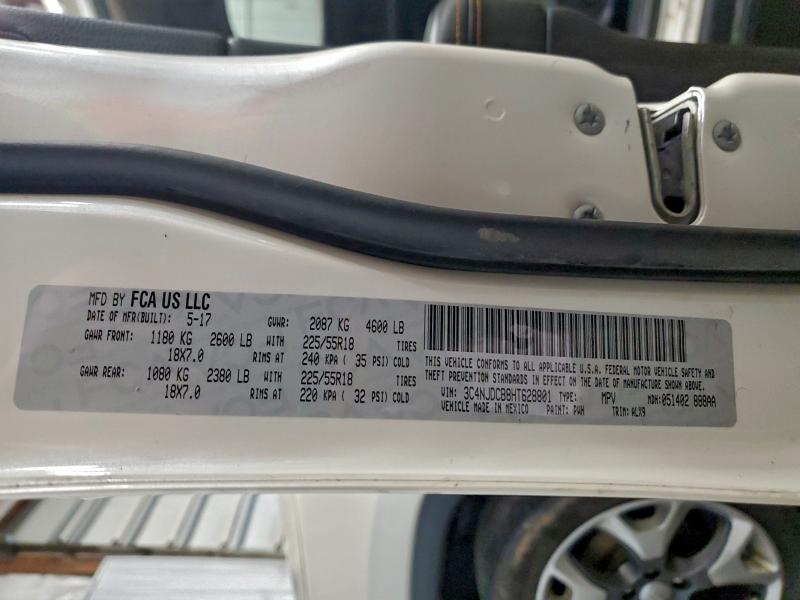 MFD BY FCA US LLC
DATE OF MFR(BUILT): 5-17 GVWR: 2087 KG 4600 LB
GAWR FRONT: 1180 KG 2600 LB WITH 225/55R18 TIRES
18X7.0 RIMS AT 240 KPA ( 35 PSI) COLD
GAWR REAR: 1080 KG 2380 LB WITH 225/55R18 TIRES
18X7.0 RIMS AT 220 KPA ( 32 PSI) COLD
THIS VEHICLE CONFORMS TO ALL APPLICABLE U.S.A. FEDERAL MOTOR VEHICLE SAFETY AND
THEFT PREVENTION STANDARDS IN EFFECT ON THE DATE OF MANUFACTURE SHOWN ABOVE.
VIN: 3C4NJDCB8HT628801 TYPE: MPV MDH:051402 888AA
VEHICLE MADE IN MEXICO PAINT: PWH TRIM: ALX9